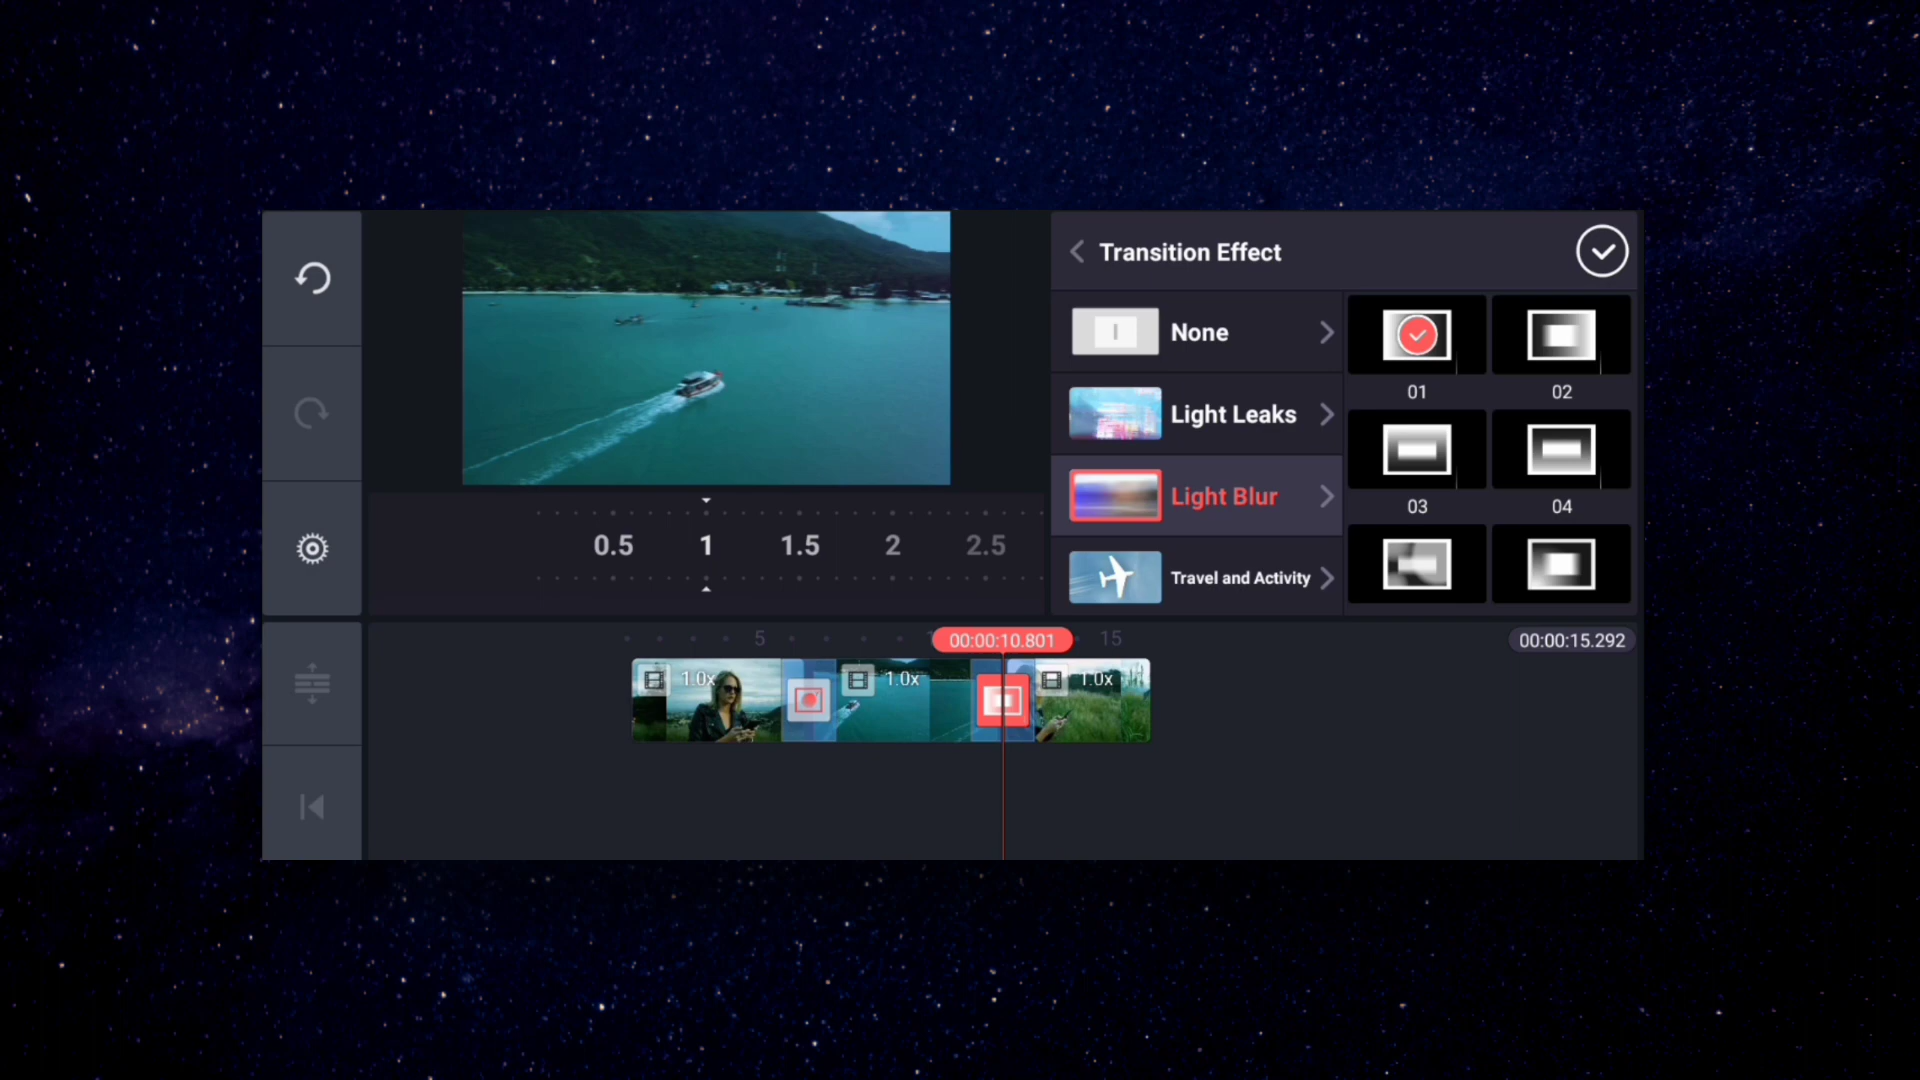 Transition Effect
None
Light Leaks
Light Blur
Travel and Activity
01
02
03
04
0.5 1 1.5 2 2.5
5
00:00:10.801
15
00:00:15.292
1.0x
1.0x
1.0x